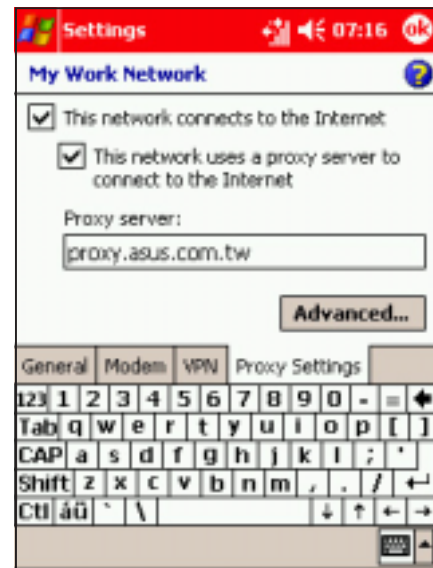 Settings 07:16 ok
My Work Network ?
This network connects to the Internet
This network uses a proxy server to
connect to the Internet
Proxy server:
proxy.asus.com.tw
Advanced...
General Modem VPN Proxy Settings
123 1 2 3 4 5 6 7 8 9 0 - = ←
Tab q w e r t y u i o p [ ]
CAP a s d f g h j k l ; '
Shift z x c v b n m , . / ↵
Ctl áü ` \ ↓ ↑ ← →